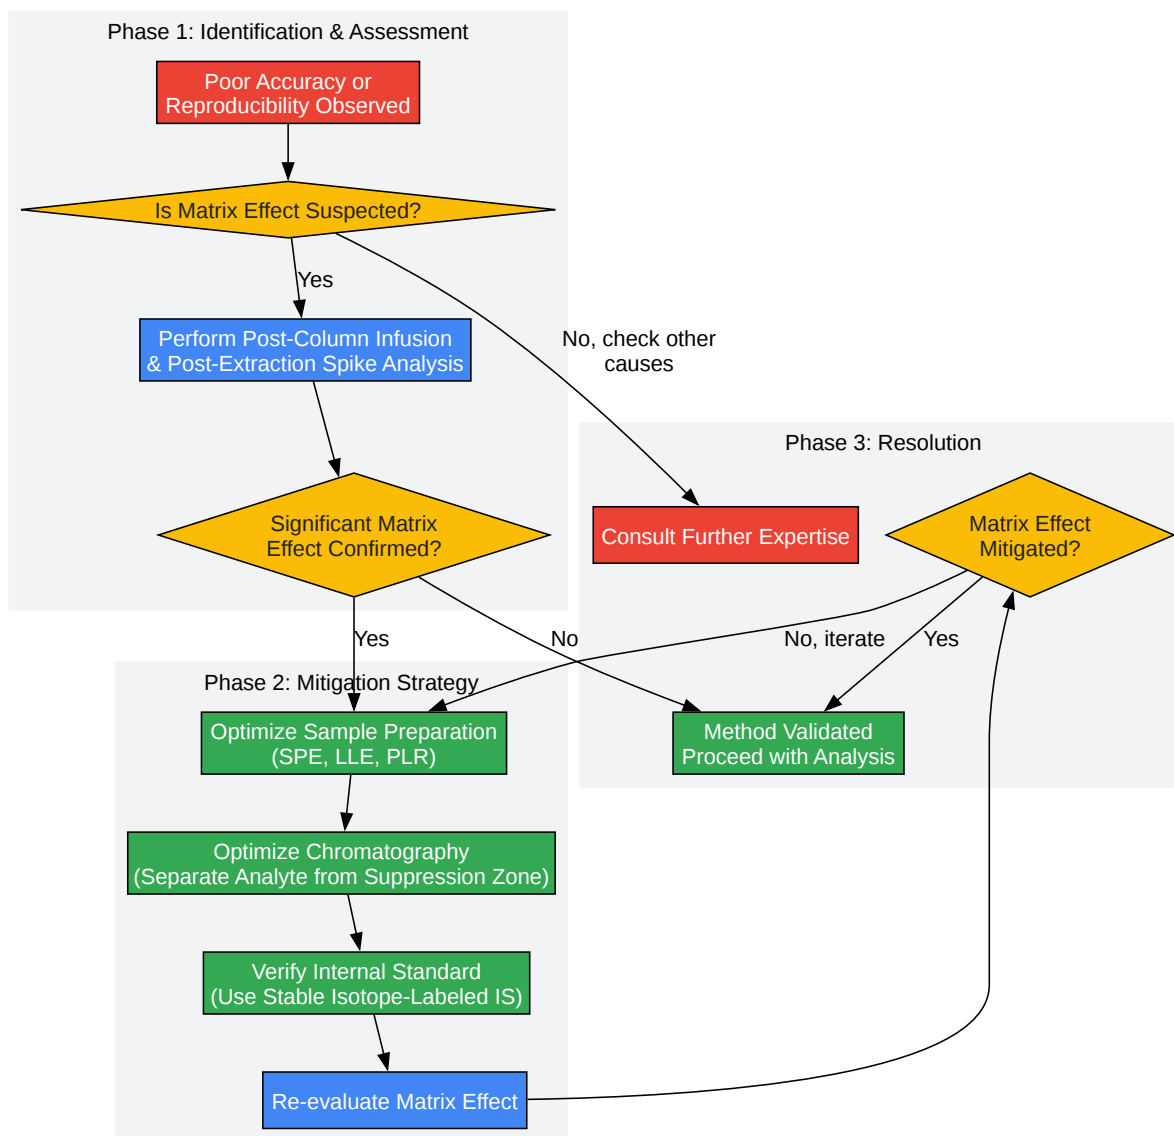 Phase 1: Identification & Assessment
Poor Accuracy or
Reproducibility Observed
Is Matrix Effect Suspected?
Yes
Perform Post-Column Infusion
& Post-Extraction Spike Analysis
No, check other
causes
Significant Matrix
Effect Confirmed?
Yes
No
Phase 2: Mitigation Strategy
Optimize Sample Preparation
(SPE, LLE, PLR)
Optimize Chromatography
(Separate Analyte from Suppression Zone)
Verify Internal Standard
(Use Stable Isotope-Labeled IS)
Re-evaluate Matrix Effect
Phase 3: Resolution
Consult Further Expertise
Matrix Effect
Mitigated?
No, iterate
Yes
Method Validated
Proceed with Analysis